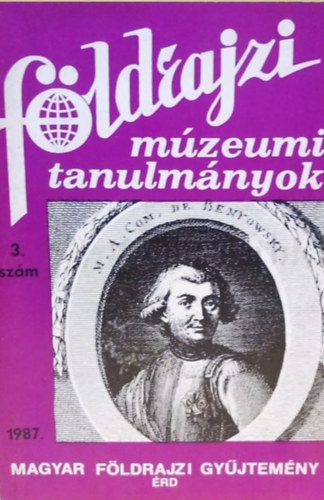 földrajzi
múzeumi
tanulmányok
3.
szám
M. A. COM. DE BENYOWSKY
1987.
MAGYAR FÖLDRAJZI GYŰJTEMÉNY
ÉRD